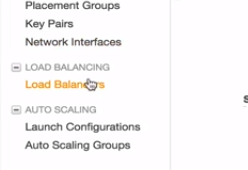 Placement Groups
Key Pairs
Network Interfaces
LOAD BALANCING
Load Balancers
AUTO SCALING
Launch Configurations
Auto Scaling Groups